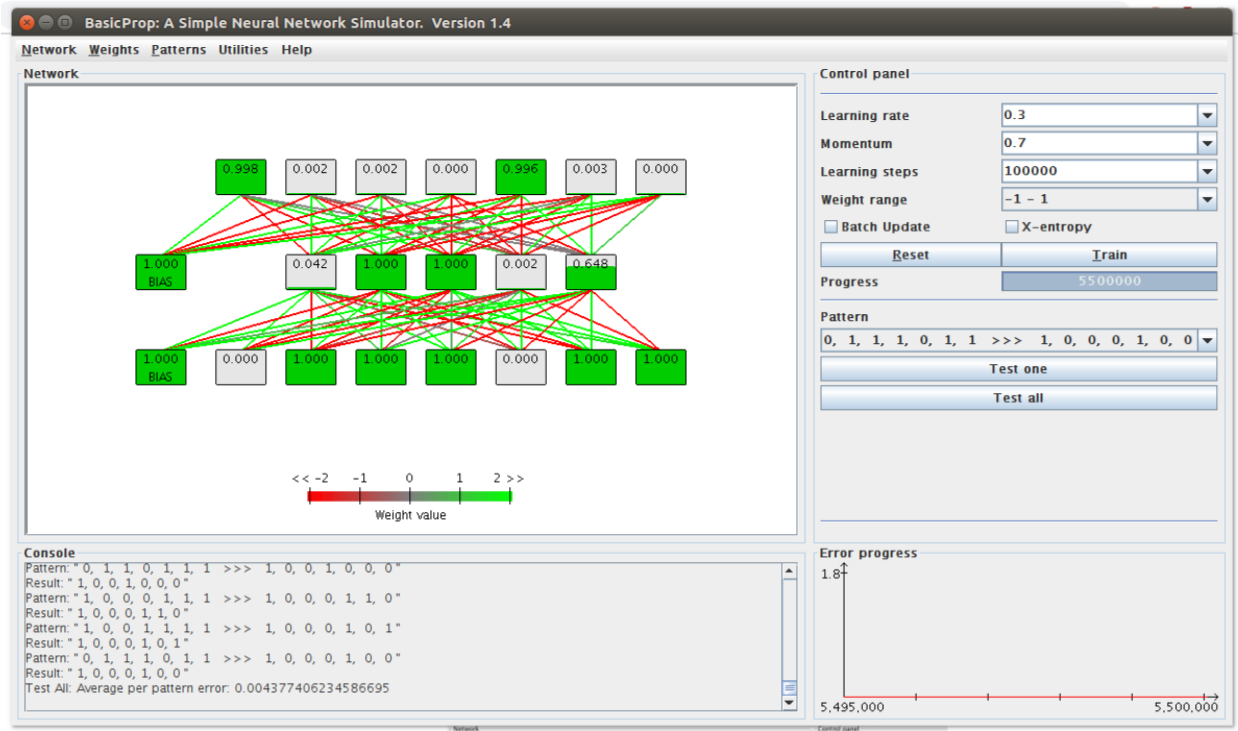 BasicProp: A Simple Neural Network Simulator. Version 1.4
Network Weights Patterns Utilities Help
Network
0.998 0.002 0.002 0.000 0.996 0.003 0.000
1.000 0.042 1.000 1.000 0.002 0.648
BIAS
1.000 0.000 1.000 1.000 1.000 0.000 1.000 1.000
BIAS
<< -2 -1 0 1 2 >>
Weight value
Control panel
Learning rate 0.3
Momentum 0.7
Learning steps 100000
Weight range -1 - 1
Batch Update X-entropy
Reset Train
Progress 5500000
Pattern
0, 1, 1, 1, 0, 1, 1 >>> 1, 0, 0, 0, 1, 0, 0
Test one
Test all
Console
Pattern: " 0, 1, 1, 0, 1, 1, 1 >>> 1, 0, 0, 1, 0, 0, 0 "
Result: " 1, 0, 0, 1, 0, 0, 0 "
Pattern: " 1, 0, 0, 0, 1, 1, 1 >>> 1, 0, 0, 0, 1, 1, 0 "
Result: " 1, 0, 0, 0, 1, 1, 0 "
Pattern: " 1, 0, 0, 1, 1, 1, 1 >>> 1, 0, 0, 0, 1, 0, 1 "
Result: " 1, 0, 0, 0, 1, 0, 1 "
Pattern: " 0, 1, 1, 1, 0, 1, 1 >>> 1, 0, 0, 0, 1, 0, 0 "
Result: " 1, 0, 0, 0, 1, 0, 0 "
Test All: Average per pattern error: 0.004377406234586695
Error progress
1.8
5,495,000 5,500,000
Network Control panel